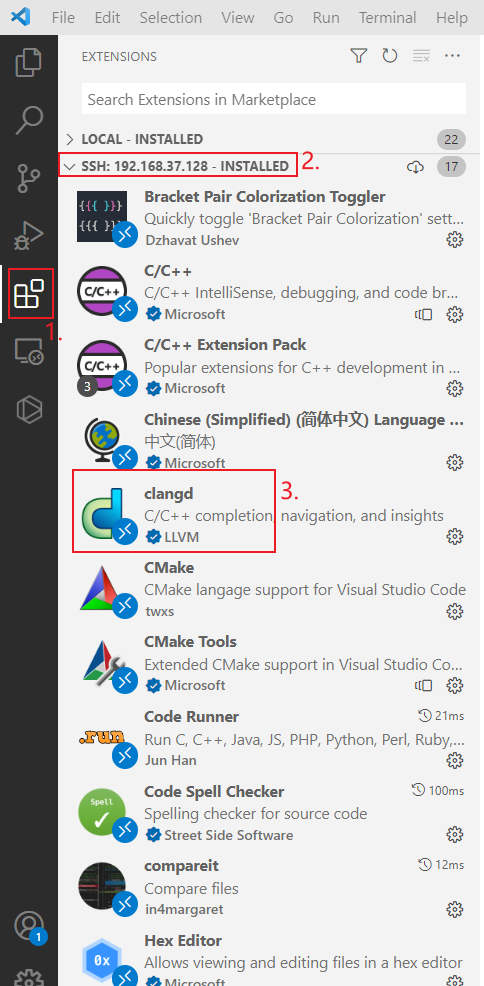 File Edit Selection View Go Run Terminal Help
EXTENSIONS
Search Extensions in Marketplace
LOCAL - INSTALLED 22
SSH: 192.168.37.128 - INSTALLED 2. 17
{{{ }}}
{{{ }}}
Bracket Pair Colorization Toggler
Quickly toggle 'Bracket Pair Colorization' sett...
Dzhavat Ushev
C/C++
C/C++
C/C++ IntelliSense, debugging, and code br...
Microsoft
1.
C/C++
3
C/C++ Extension Pack
Popular extensions for C++ development in ...
Microsoft
Chinese (Simplified) (简体中文) Language ...
中文(简体)
Microsoft
clangd 3.
C/C++ completion, navigation, and insights
LLVM
CMake
CMake langage support for Visual Studio Code
twxs
CMake Tools
Extended CMake support in Visual Studio Co...
Microsoft
.run
Code Runner 21ms
Run C, C++, Java, JS, PHP, Python, Perl, Ruby,...
Jun Han
Spell
Code Spell Checker 100ms
Spelling checker for source code
Street Side Software
compareit 12ms
Compare files
in4margaret
1
0x
Hex Editor
Allows viewing and editing files in a hex editor
Microsoft